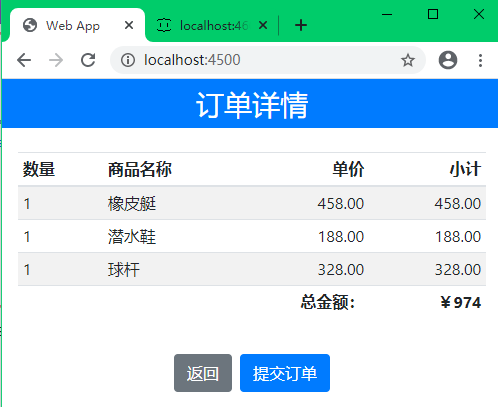 Web App
localhost:46
localhost:4500
订单详情
数量 商品名称 单价 小计
1 橡皮艇 458.00 458.00
1 潜水鞋 188.00 188.00
1 球杆 328.00 328.00
总金额: ￥974
返回 提交订单